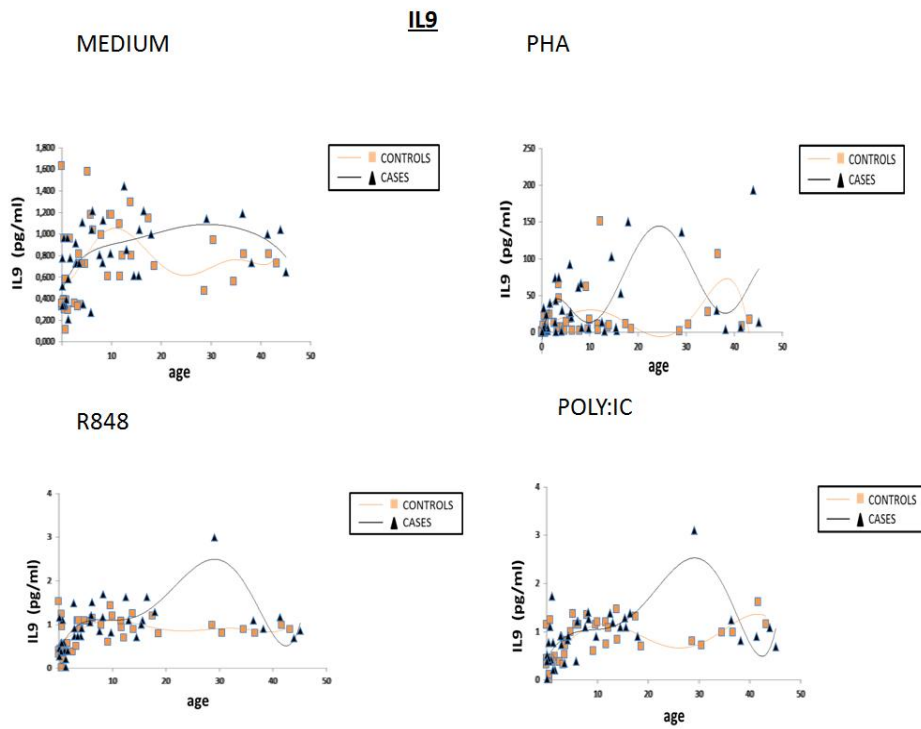 IL9
MEDIUM
PHA
CONTROLS
CASES
IL9 (pg/ml)
1,800
1,600
1,400
1,200
1,000
0,800
0,600
0,400
0,200
0,000
0
10
20
30
40
50
age
CONTROLS
CASES
IL9 (pg/ml)
250
200
150
100
50
0
0
10
20
30
40
50
age
R848
POLY:IC
CONTROLS
CASES
IL9 (pg/ml)
4
3
2
1
0
0
10
20
30
40
50
age
CONTROLS
CASES
IL9 (pg/ml)
4
3
2
1
0
0
10
20
30
40
50
age